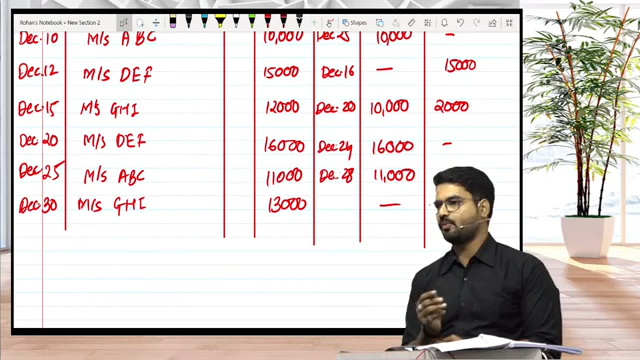 Rohan's Notebook » New Section 2
Shapes
Dec. 10 M/s ABC 10,000 Dec 25 10,000 —
Dec. 12 M/s DEF 15000 Dec 16 — 15000
Dec. 15 M/s GHI 12000 Dec. 20 10,000 2000
Dec. 20 M/s DEF 16000 Dec. 24 16000 —
Dec. 25 M/s ABC 11000 Dec. 28 11,000
Dec. 30 M/s GHI 13000 —